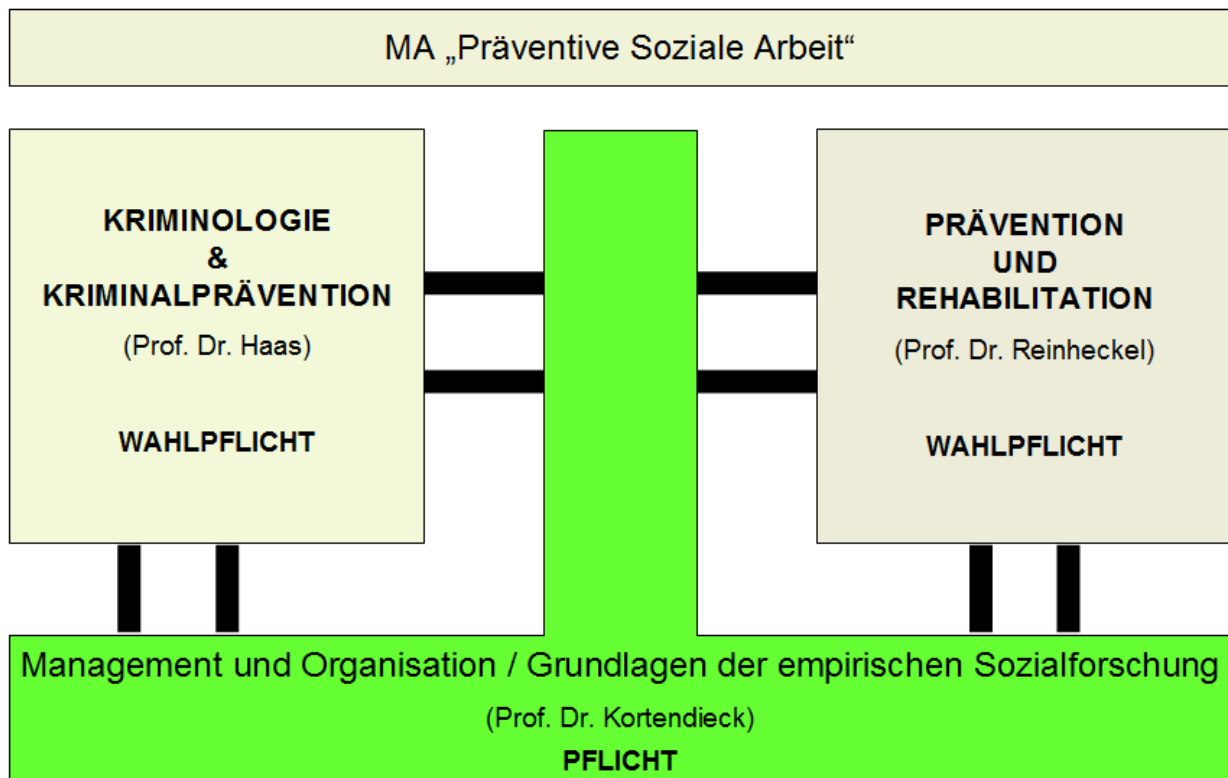 MA „Präventive Soziale Arbeit“
KRIMINOLOGIE
&
KRIMINALPRÄVENTION
(Prof. Dr. Haas)
WAHLPFLICHT
PRÄVENTION
UND
REHABILITATION
(Prof. Dr. Reinheckel)
WAHLPFLICHT
Management und Organisation / Grundlagen der empirischen Sozialforschung
(Prof. Dr. Kortendieck)
PFLICHT